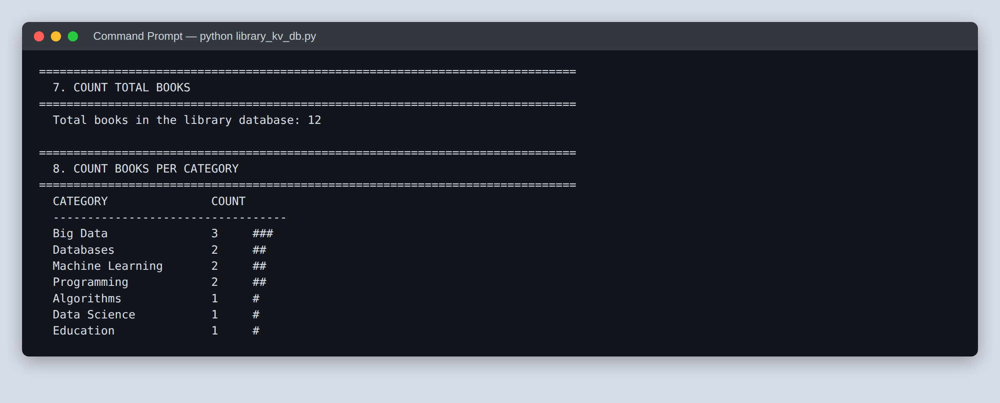 Command Prompt — python library_kv_db.py
==============================================================================
  7. COUNT TOTAL BOOKS
==============================================================================
  Total books in the library database: 12

==============================================================================
  8. COUNT BOOKS PER CATEGORY
==============================================================================
  CATEGORY               COUNT
  ----------------------------------
  Big Data               3     ###
  Databases              2     ##
  Machine Learning       2     ##
  Programming            2     ##
  Algorithms             1     #
  Data Science           1     #
  Education              1     #